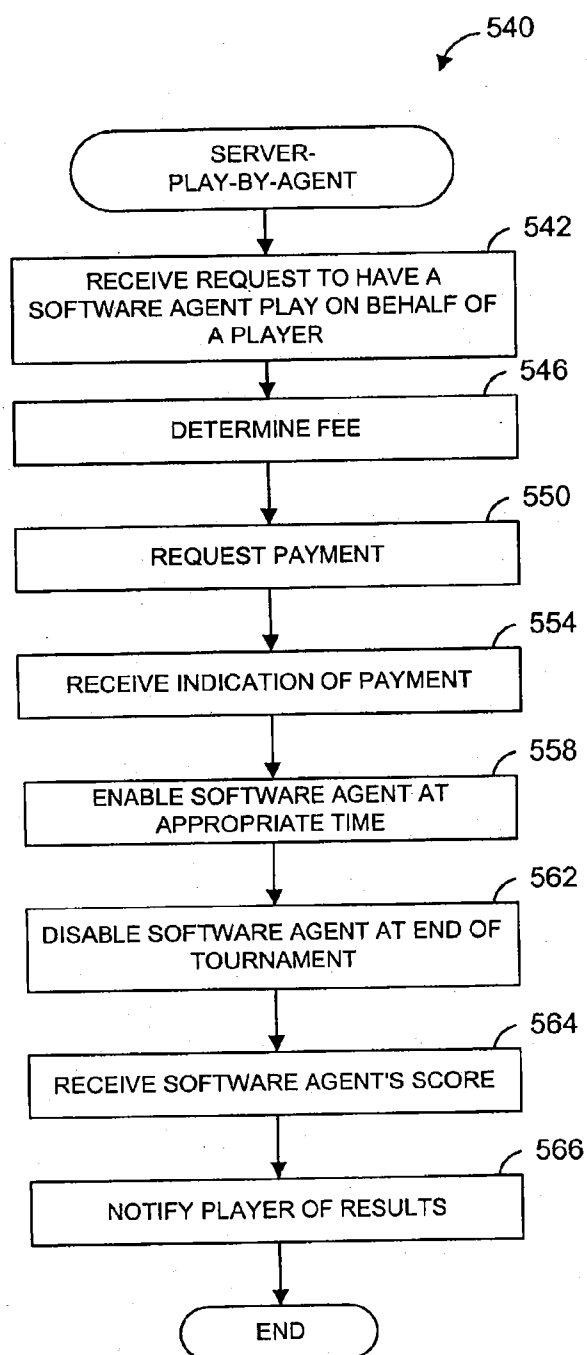 540
SERVER-
PLAY-BY-AGENT
542
RECEIVE REQUEST TO HAVE A
SOFTWARE AGENT PLAY ON BEHALF OF
A PLAYER
546
DETERMINE FEE
550
REQUEST PAYMENT
554
RECEIVE INDICATION OF PAYMENT
558
ENABLE SOFTWARE AGENT AT
APPROPRIATE TIME
562
DISABLE SOFTWARE AGENT AT END OF
TOURNAMENT
564
RECEIVE SOFTWARE AGENT'S SCORE
566
NOTIFY PLAYER OF RESULTS
END